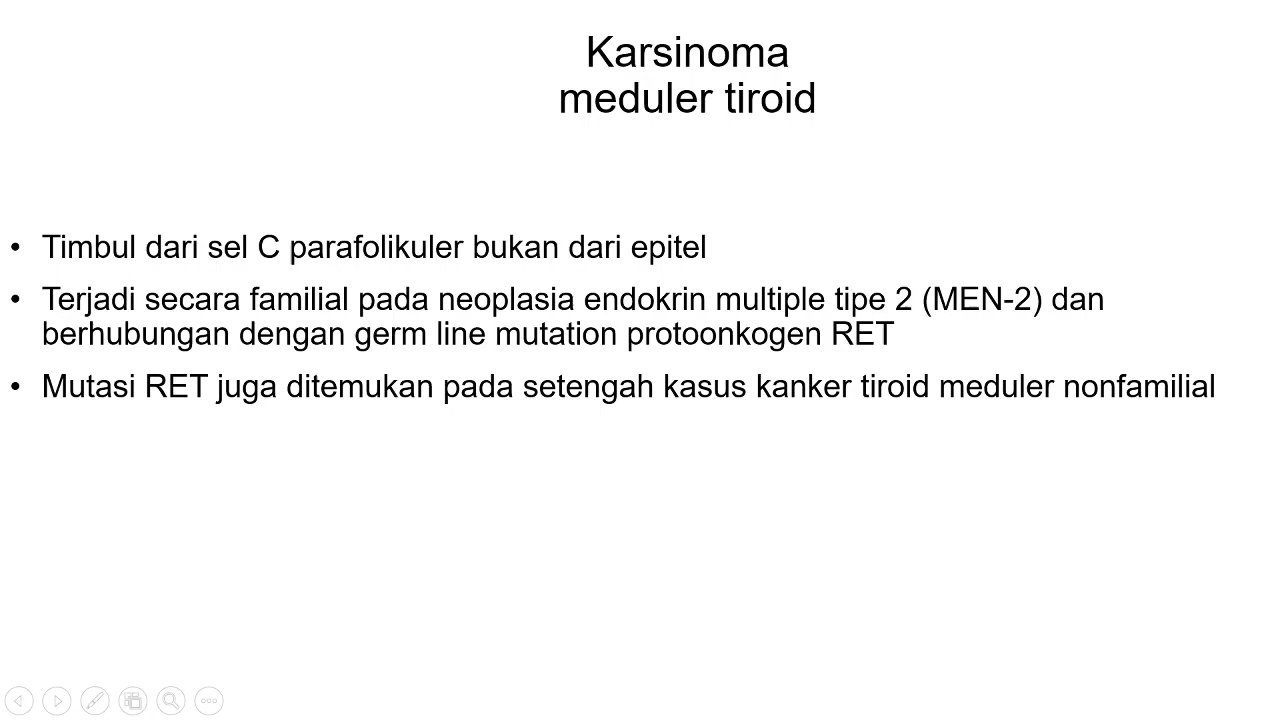 Karsinoma
meduler tiroid
• Timbul dari sel C parafolikuler bukan dari epitel
• Terjadi secara familial pada neoplasia endokrin multiple tipe 2 (MEN-2) dan
berhubungan dengan germ line mutation protoonkogen RET
• Mutasi RET juga ditemukan pada setengah kasus kanker tiroid meduler nonfamilial